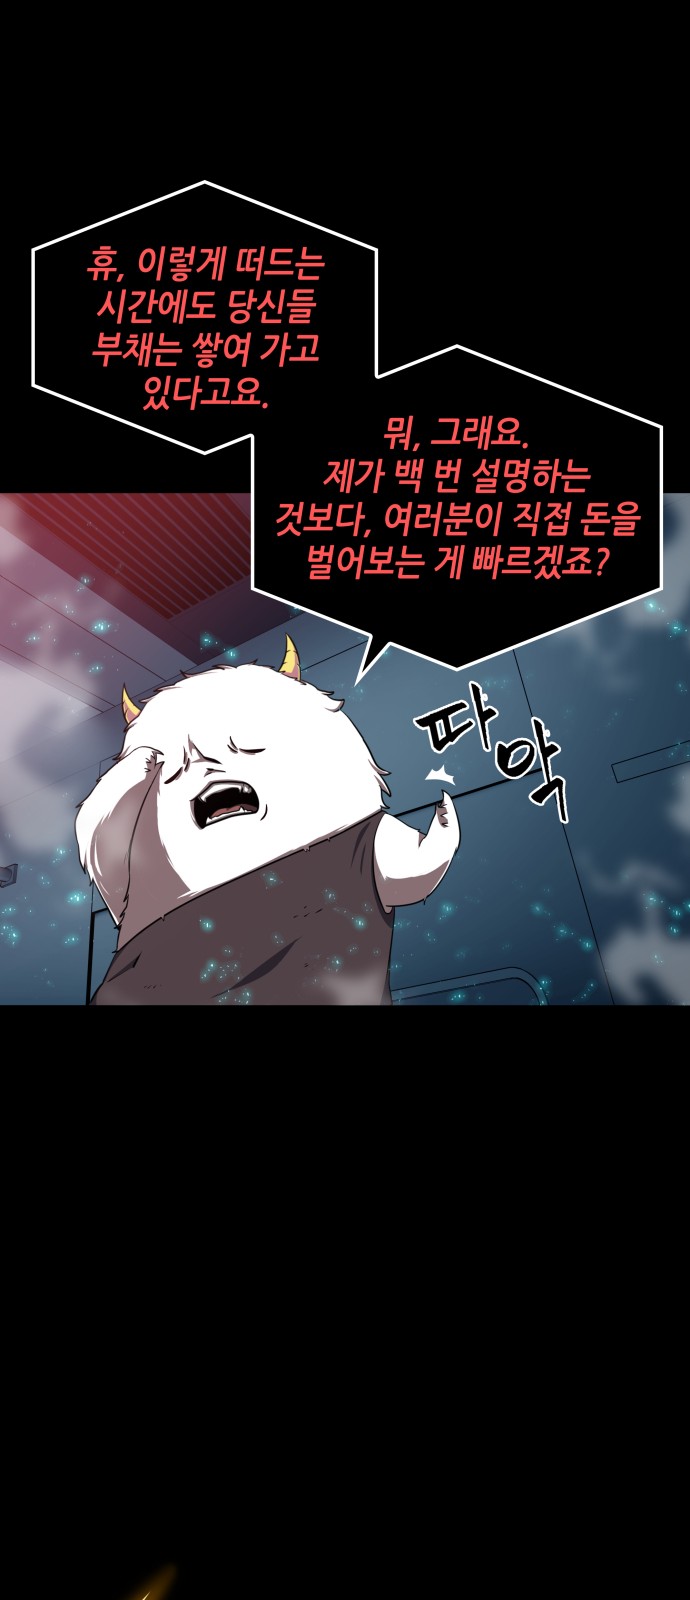 휴, 이렇게 떠드는
시간에도 당신들
부채는 쌓여 가고
있다고요.
뭐, 그래요.
제가 백 번 설명하는
것보다, 여러분이 직접 돈을
벌어보는 게 빠르겠죠?
따악